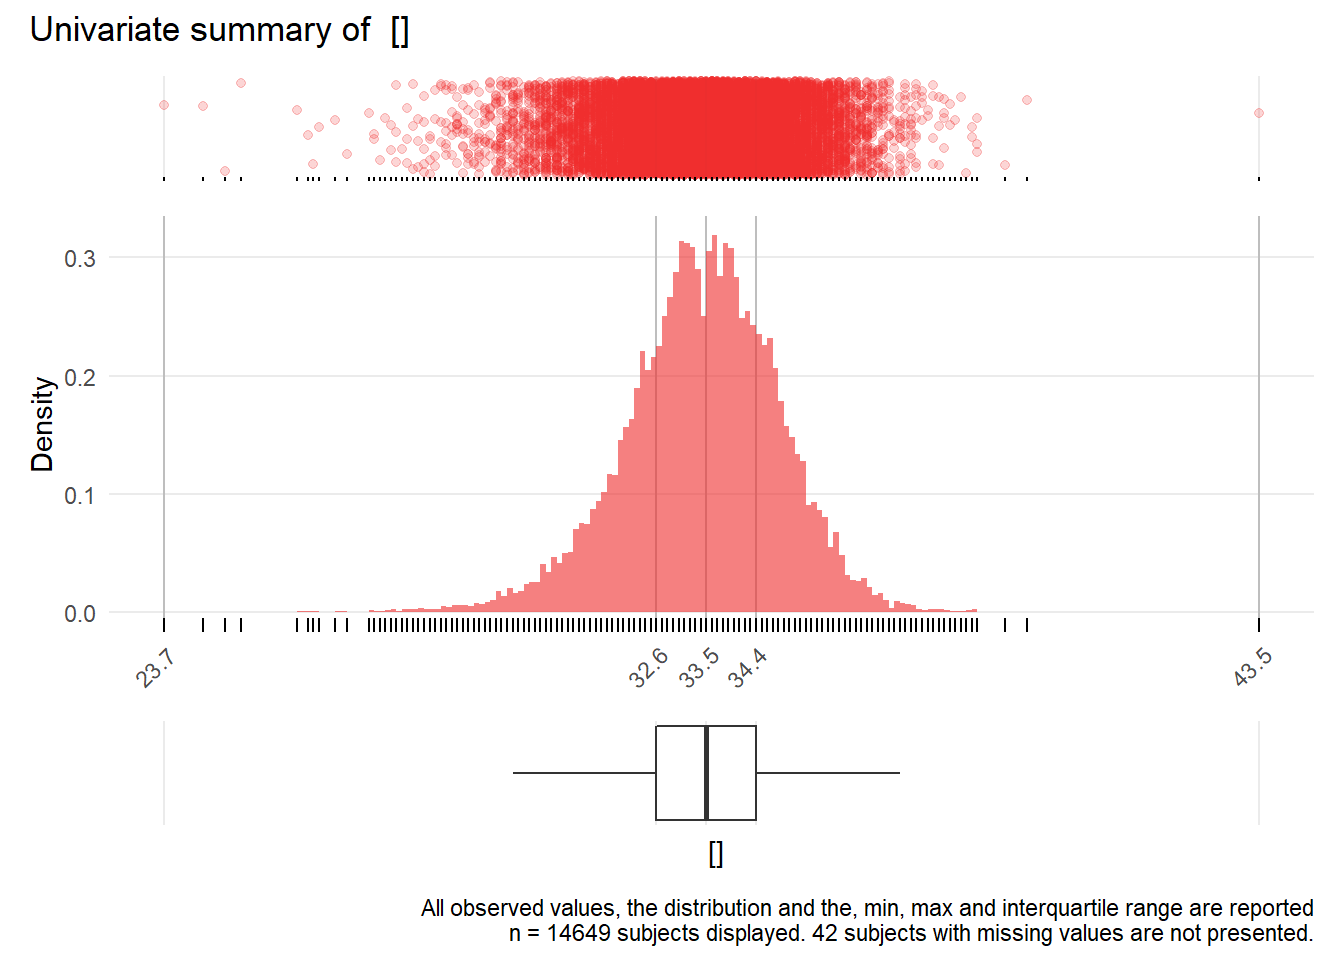 Univariate summary of  []
0.3
0.2
0.1
0.0
Density
23.7
32.6
33.5
34.4
43.5
[]
All observed values, the distribution and the, min, max and interquartile range are reported
n = 14649 subjects displayed. 42 subjects with missing values are not presented.